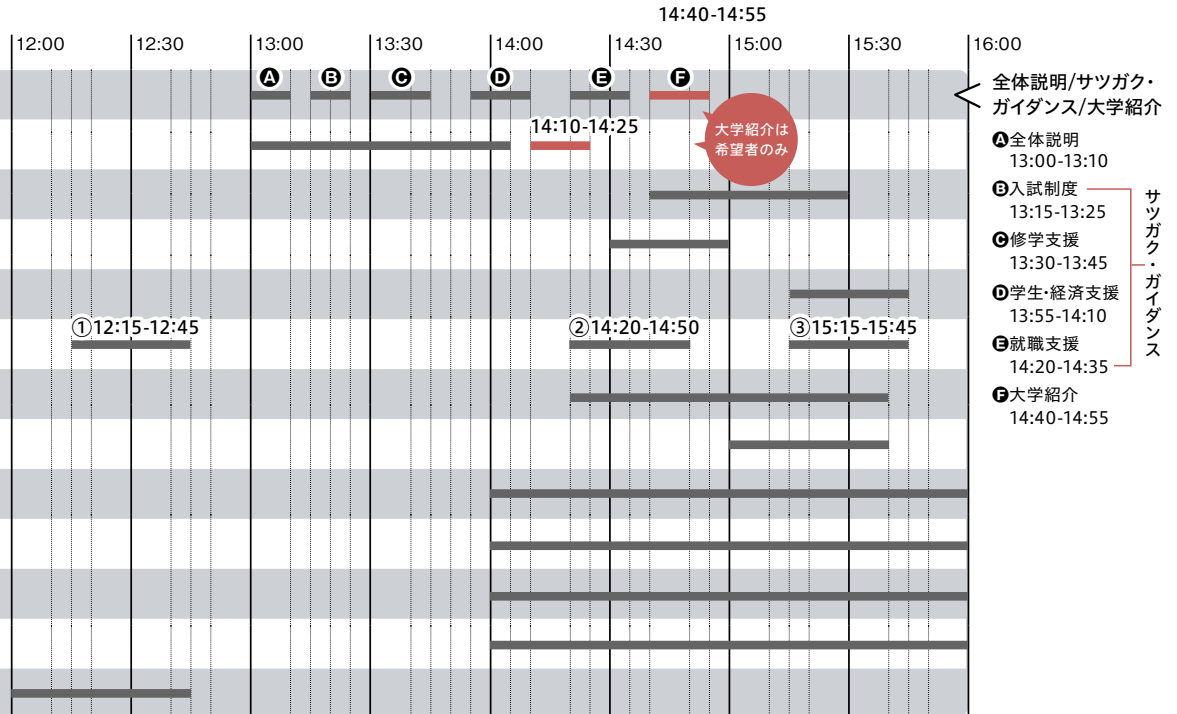 14:40-14:55
12:00
12:30
13:00
13:30
14:00
14:30
15:00
15:30
16:00
A
B
C
D
E
F
大学紹介は
希望者のみ
14:10-14:25
①12:15-12:45
②14:20-14:50
③15:15-15:45
全体説明/サツガク・
ガイダンス/大学紹介
A全体説明
13:00-13:10
B入試制度
13:15-13:25
C修学支援
13:30-13:45
D学生・経済支援
13:55-14:10
E就職支援
14:20-14:35
F大学紹介
14:40-14:55
サツガク・ガイダンス